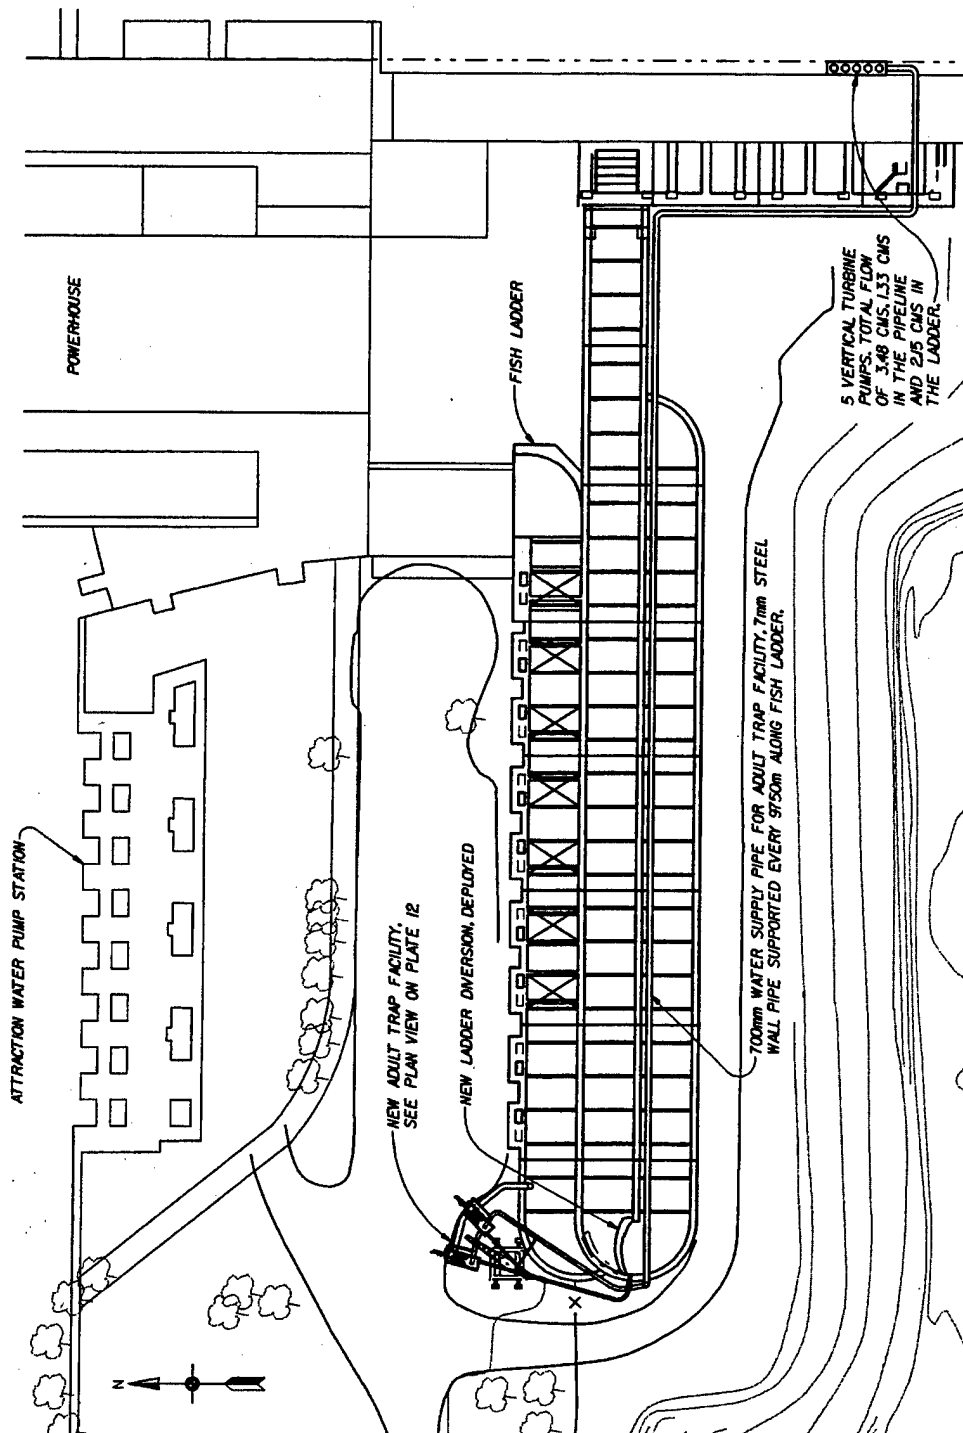 POWERHOUSE
FISH LADDER
5 VERTICAL TURBINE
PUMPS. TOTAL FLOW
OF 3.48 CMS. 1.33 CMS
IN THE PIPELINE
AND 2.15 CMS IN
THE LADDER.
ATTRACTION WATER PUMP STATION
NEW ADULT TRAP FACILITY.
SEE PLAN VIEW ON PLATE 12
NEW LADDER DIVERSION, DEPLOYED
700mm WATER SUPPLY PIPE FOR ADULT TRAP FACILITY. 7mm STEEL
WALL PIPE SUPPORTED EVERY 9750m ALONG FISH LADDER.
N